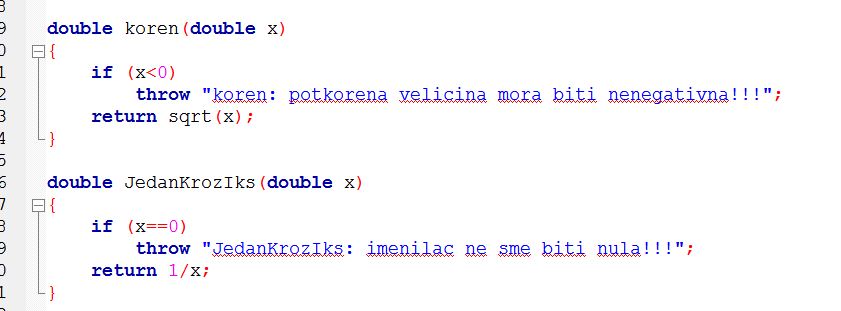 8
9 double koren(double x)
0 {
1 if (x<0)
2 throw "koren: potkorena velicina mora biti nenegativna!!!";
3 return sqrt(x);
4 }
5
6 double JedanKrozIks(double x)
7 {
8 if (x==0)
9 throw "JedanKrozIks: imenilac ne sme biti nula!!!";
0 return 1/x;
1 }